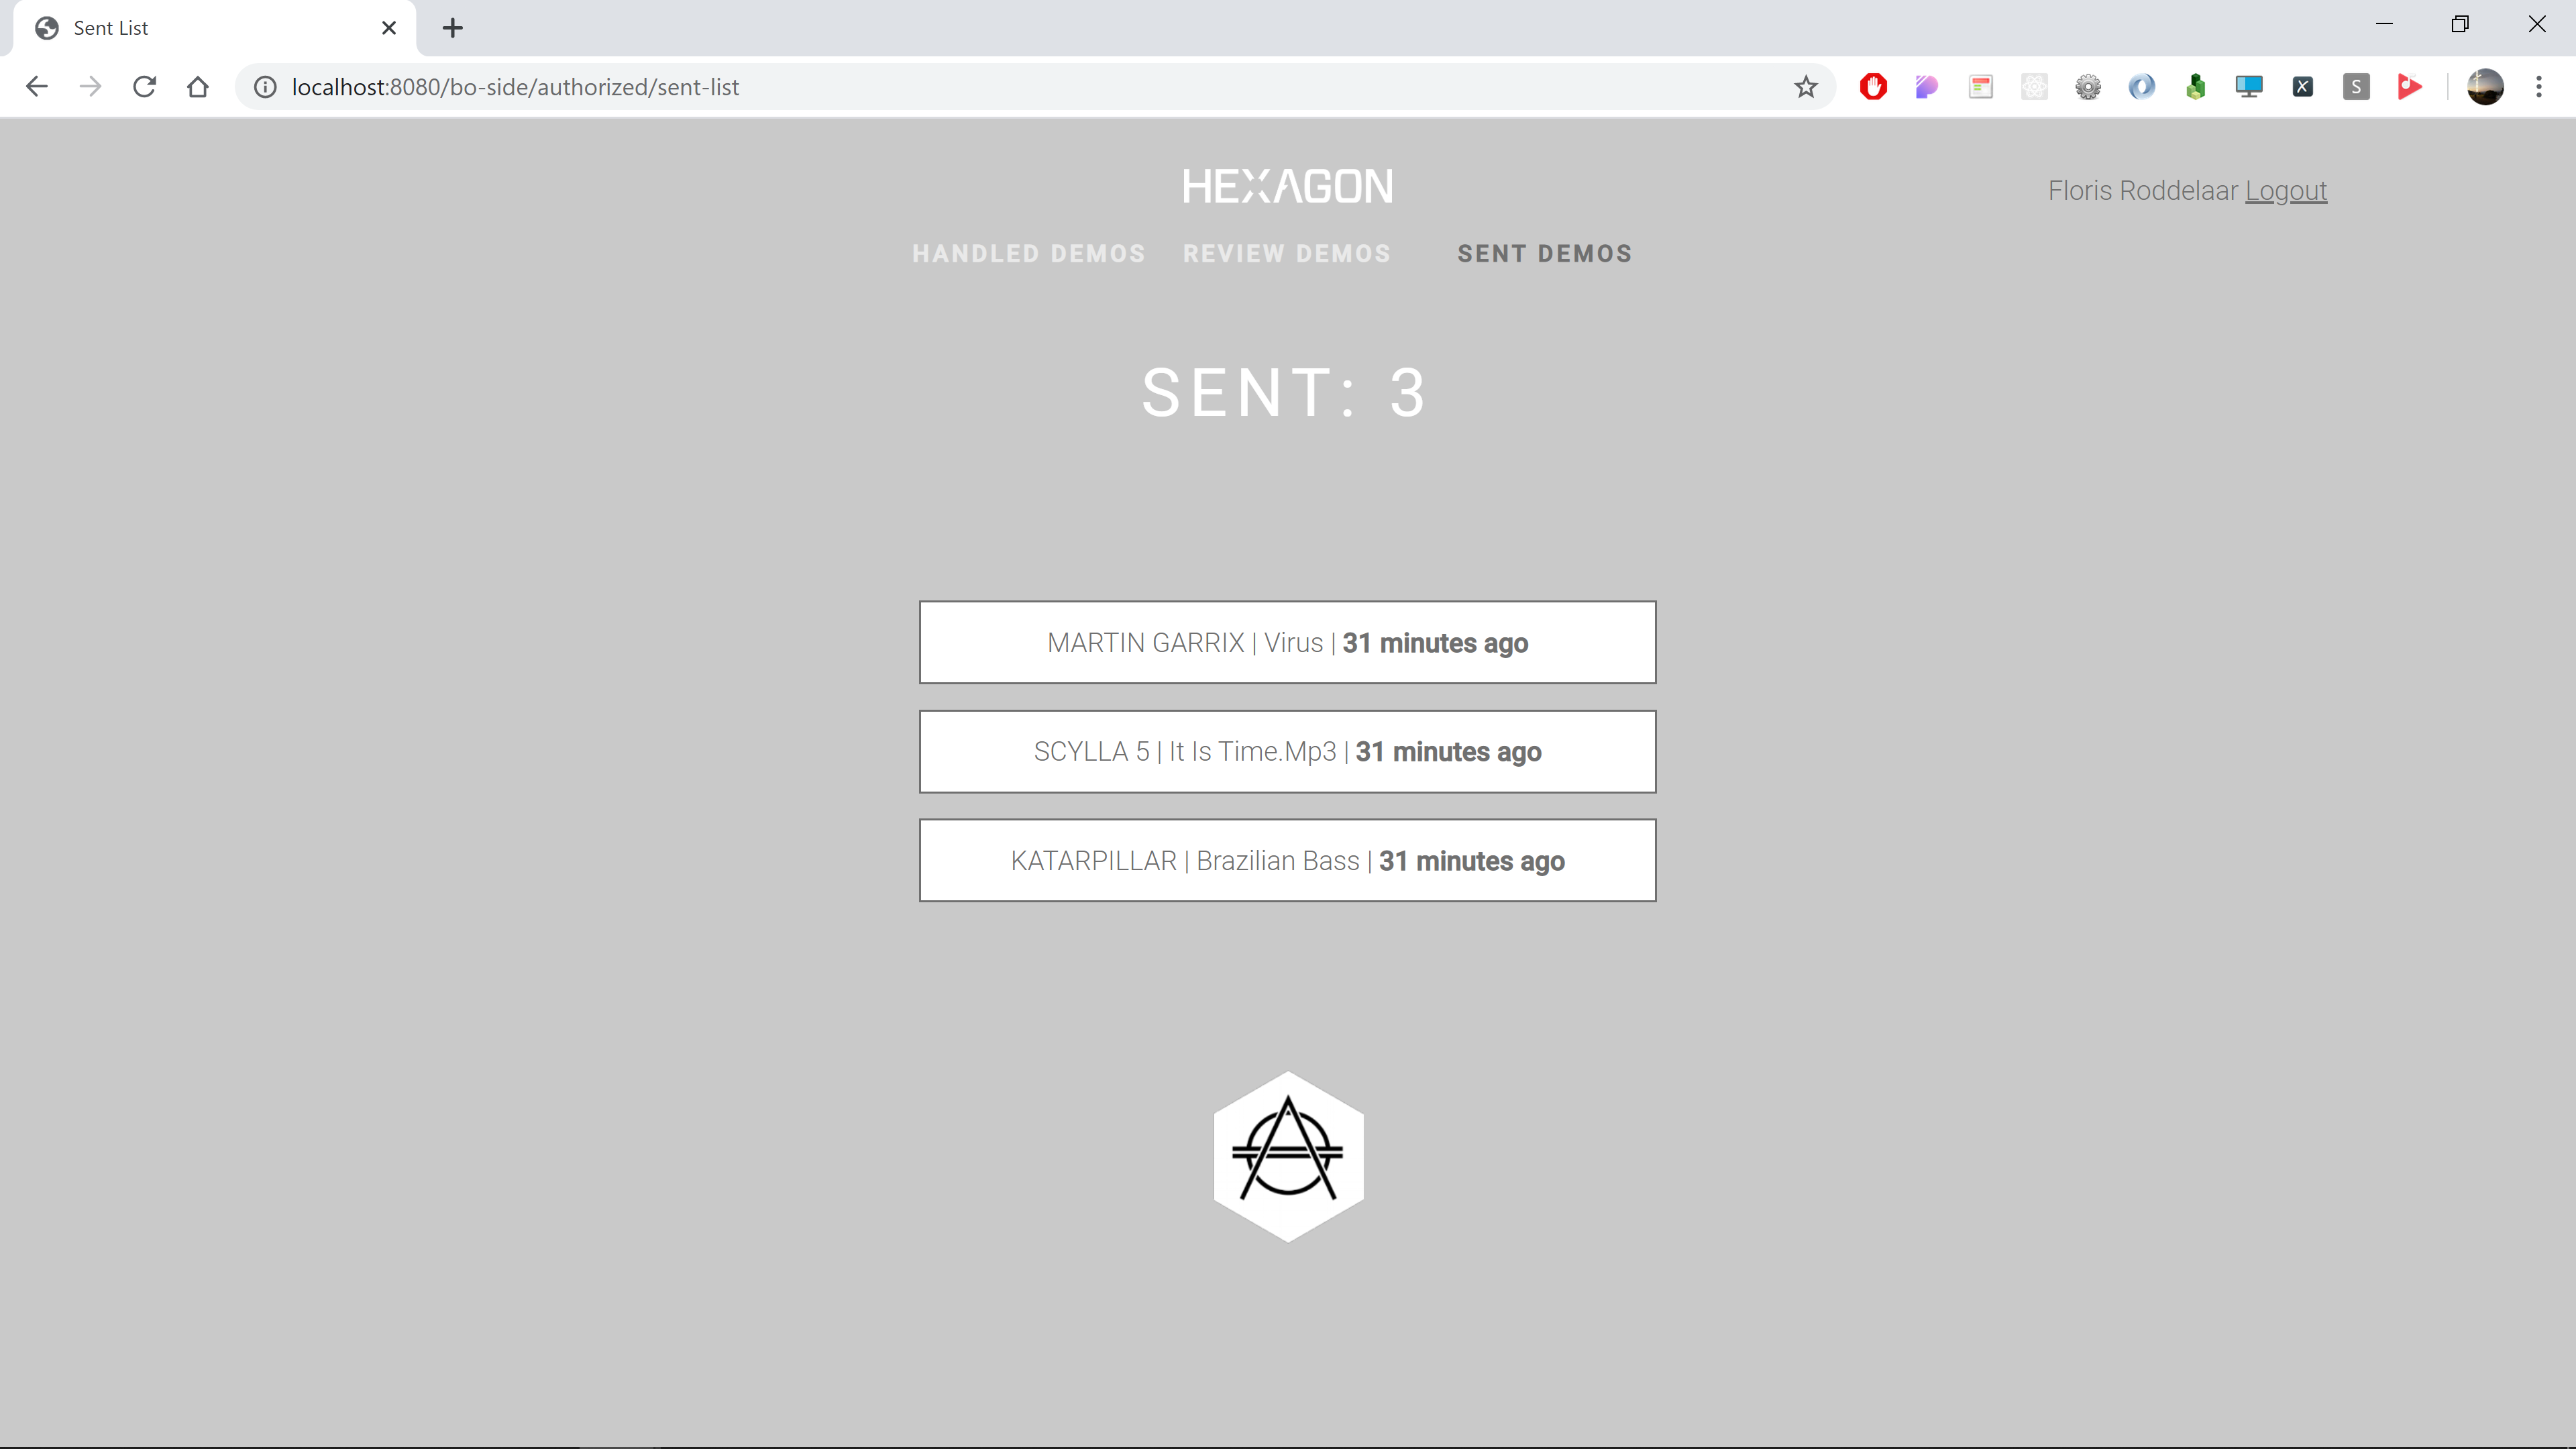 Sent List
localhost:8080/bo-side/authorized/sent-list
HEXAGON
Floris Roddelaar Logout
HANDLED DEMOS REVIEW DEMOS SENT DEMOS
SENT: 3
MARTIN GARRIX | Virus | 31 minutes ago
SCYLLA 5 | It Is Time.Mp3 | 31 minutes ago
KATARPILLAR | Brazilian Bass | 31 minutes ago